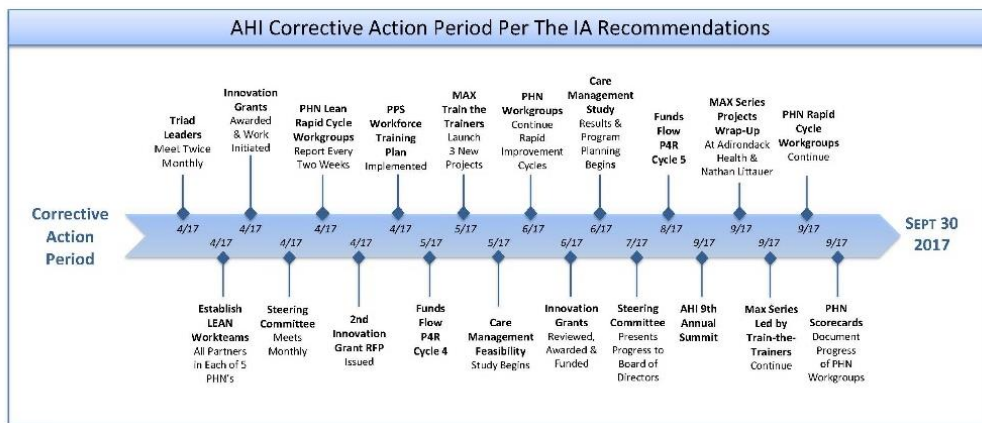 AHI Corrective Action Period Per The IA Recommendations
Triad
Leaders
Meet Twice
Monthly
Innovation
Grants
Awarded
& Work
Initiated
PHN Lean
Rapid Cycle
Workgroups
Report Every
Two Weeks
PPS
Workforce
Training
Plan
Implemented
MAX
Train the
Trainers
Launch
3 New
Projects
PHN
Workgroups
Continue
Rapid
Improvement
Cycles
Care
Management
Study
Results &
Program
Planning
Begins
Funds
Flow
P4R
Cycle 5
MAX Series
Projects
Wrap-Up
At Adirondack
Health &
Nathan Littauer
PHN Rapid
Cycle
Workgroups
Continue
Corrective
Action
Period
4/17 4/17 4/17 4/17 5/17 6/17 6/17 8/17 9/17 9/17
4/17 4/17 4/17 5/17 5/17 6/17 7/17 9/17 9/17 9/17
SEPT 30
2017
Establish
LEAN
Workteams
All Partners
in Each of 5
PHN's
Steering
Committee
Meets
Monthly
2nd
Innovation
Grant RFP
Issued
Funds
Flow
P4R
Cycle 4
Care
Management
Feasibility
Study Begins
Innovation
Grants
Reviewed,
Awarded &
Funded
Steering
Committee
Presents
Progress to
Board of
Directors
AHI 9th
Annual
Summit
Max Series
Led by
Train-the-
Trainers
Continue
PHN
Scorecards
Document
Progress
of PHN
Workgroups